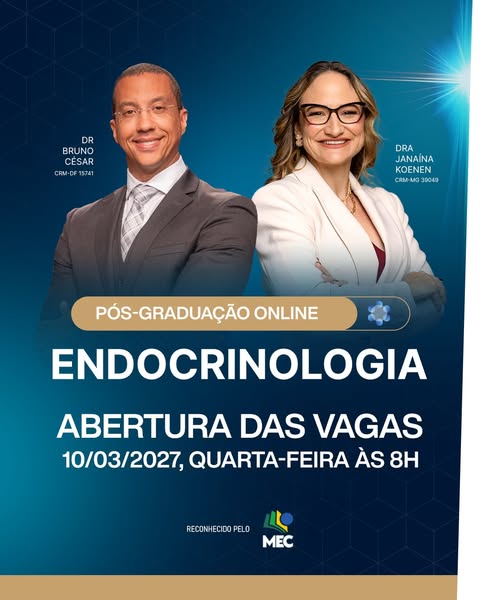 DR
BRUNO
CÉSAR
CRM-DF 15741
DRA
JANAÍNA
KOENEN
CRM-MG 39049
PÓS-GRADUAÇÃO ONLINE
ENDOCRINOLOGIA
ABERTURA DAS VAGAS
10/03/2027, QUARTA-FEIRA ÀS 8H
RECONHECIDO PELO
MEC